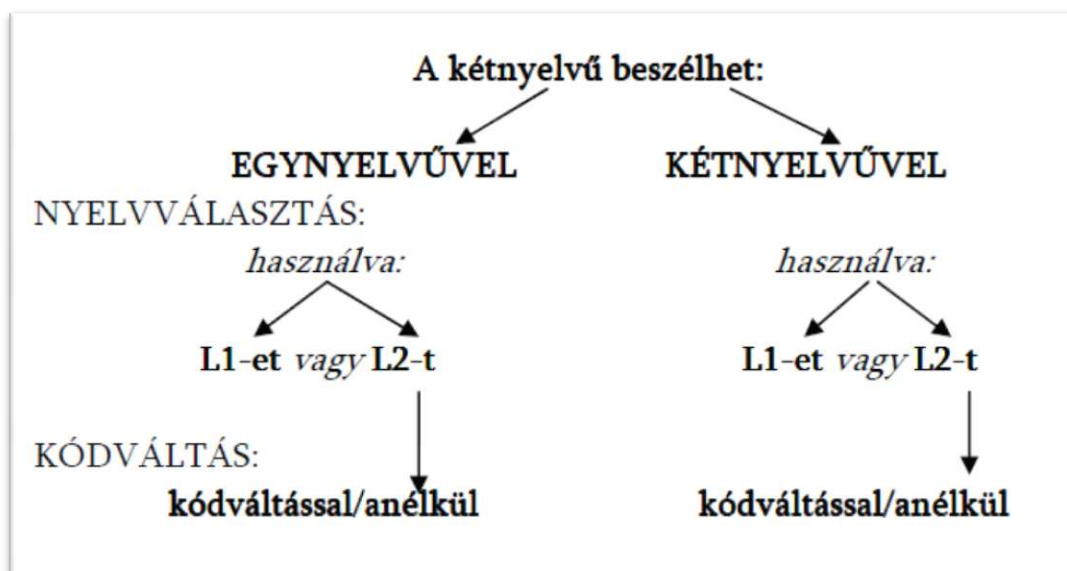 A kétnyelvű beszélhet:
EGYNYELVŰVEL KÉTNYELVŰVEL
NYELVVÁLASZTÁS:
használva: használva:
L1-et vagy L2-t L1-et vagy L2-t
KÓDVÁLTÁS:
kódváltással/anélkül kódváltással/anélkül